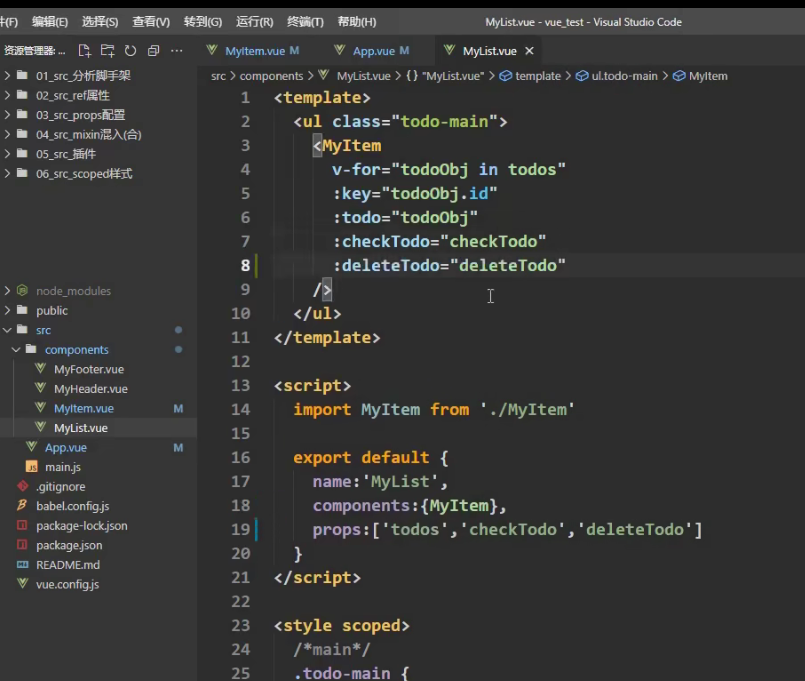 件(F) 编辑(E) 选择(S) 查看(V) 转到(G) 运行(R) 终端(T) 帮助(H) MyList.vue - vue_test - Visual Studio Code
资源管理器: ... MyItem.vue M App.vue M MyList.vue
src > components > MyList.vue > {} "MyList.vue" > template > ul.todo-main > MyItem
01_src_分析脚手架
02_src_ref属性
03_src_props配置
04_src_mixin混入(合)
05_src_插件
06_src_scoped样式
node_modules
public
src
components
MyFooter.vue
MyHeader.vue
MyItem.vue M
MyList.vue
App.vue M
JS main.js
.gitignore
babel.config.js
package-lock.json
package.json
README.md
vue.config.js
1 <template>
2 <ul class="todo-main">
3 <MyItem
4 v-for="todoObj in todos"
5 :key="todoObj.id"
6 :todo="todoObj"
7 :checkTodo="checkTodo"
8 :deleteTodo="deleteTodo"
9 />
10 </ul>
11 </template>
12
13 <script>
14 import MyItem from './MyItem'
15
16 export default {
17 name:'MyList',
18 components:{MyItem},
19 props:['todos','checkTodo','deleteTodo']
20 }
21 </script>
22
23 <style scoped>
24 /*main*/
25 .todo-main {